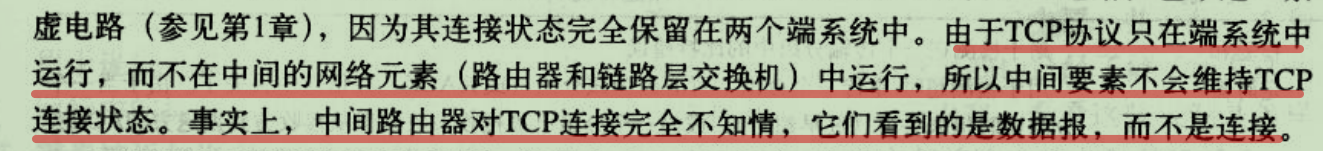 虚电路（参见第1章），因为其连接状态完全保留在两个端系统中。由于TCP协议只在端系统中
运行，而不在中间的网络元素（路由器和链路层交换机）中运行，所以中间要素不会维持TCP
连接状态。事实上，中间路由器对TCP连接完全不知情，它们看到的是数据报，而不是连接。